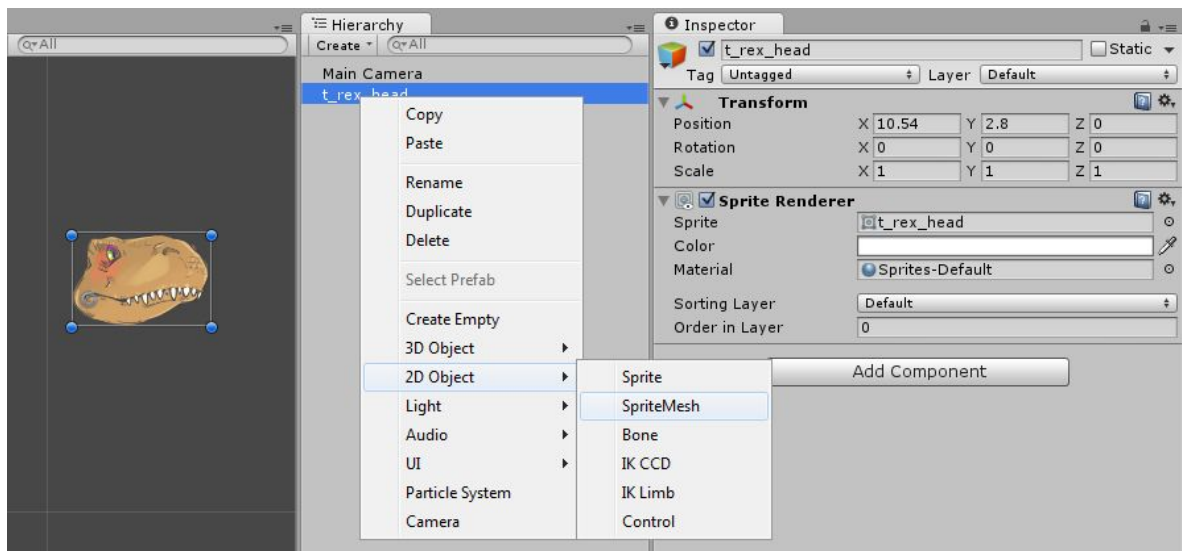 All
Hierarchy
Create
All
Main Camera
t_rex_head
Copy
Paste
Rename
Duplicate
Delete
Select Prefab
Create Empty
3D Object
2D Object
Light
Audio
UI
Particle System
Camera
Sprite
SpriteMesh
Bone
IK CCD
IK Limb
Control
Inspector
t_rex_head Static
Tag Untagged Layer Default
Transform
Position X 10.54 Y 2.8 Z 0
Rotation X 0 Y 0 Z 0
Scale X 1 Y 1 Z 1
Sprite Renderer
Sprite t_rex_head
Color
Material Sprites-Default
Sorting Layer Default
Order in Layer 0
Add Component